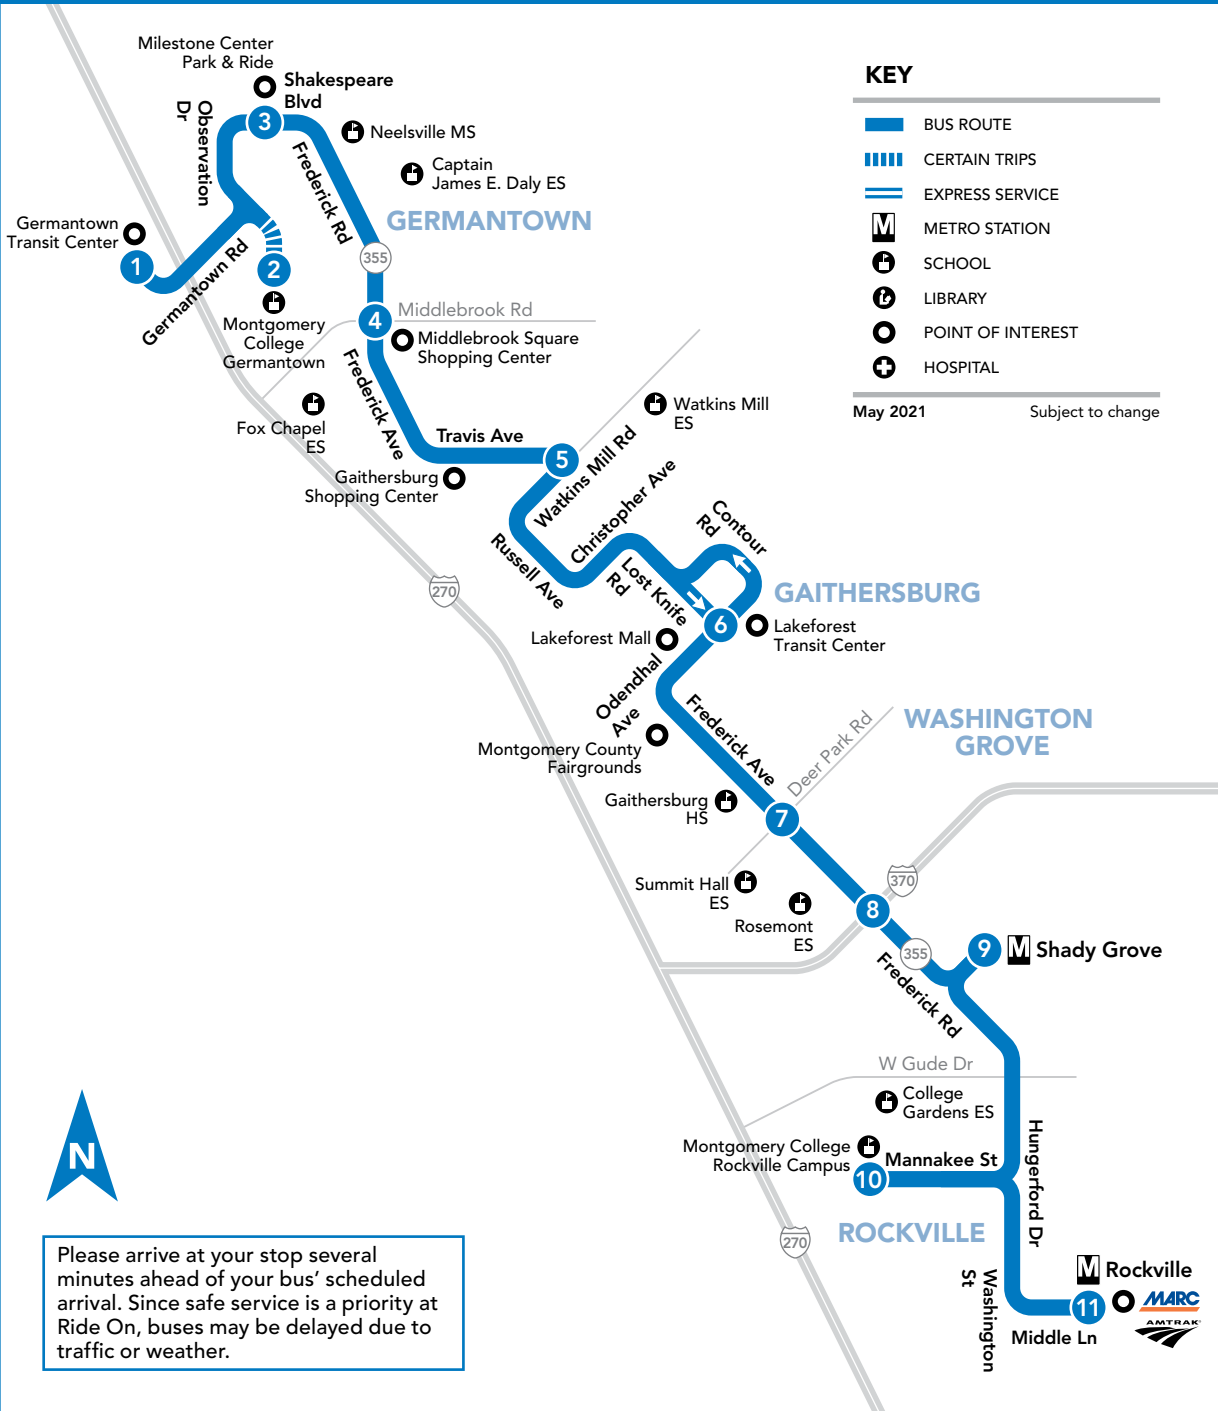 Milestone Center
Park & Ride
Shakespeare
Blvd
3
Observation
Dr
Neelsville MS
Captain
James E. Daly ES
Frederick Rd
GERMANTOWN
Germantown
Transit Center
1
Germantown Rd
2
355
Montgomery
College
Germantown
Middlebrook Rd
4
Middlebrook Square
Shopping Center
Frederick Ave
Fox Chapel
ES
Travis Ave
Gaithersburg
Shopping Center
5
Watkins Mill
ES
Watkins Mill Rd
Christopher Ave
Russell Ave
Lost Knife
Rd
Contour
Rd
270
GAITHERSBURG
6
Lakeforest
Transit Center
Lakeforest Mall
Odendhal
Ave
Montgomery County
Fairgrounds
Frederick Ave
Deer Park Rd
WASHINGTON
GROVE
Gaithersburg
HS
7
Summit Hall
ES
Rosemont
ES
370
8
355
Frederick Rd
9
M
Shady Grove
W Gude Dr
College
Gardens ES
Montgomery College
Rockville Campus
Mannakee St
10
Hungerford Dr
ROCKVILLE
270
Washington
St
M
Rockville
11
MARC
AMTRAK
Middle Ln
KEY
BUS ROUTE
CERTAIN TRIPS
EXPRESS SERVICE
M
METRO STATION
SCHOOL
LIBRARY
POINT OF INTEREST
HOSPITAL
May 2021
Subject to change
N
Please arrive at your stop several
minutes ahead of your bus’ scheduled
arrival. Since safe service is a priority at
Ride On, buses may be delayed due to
traffic or weather.